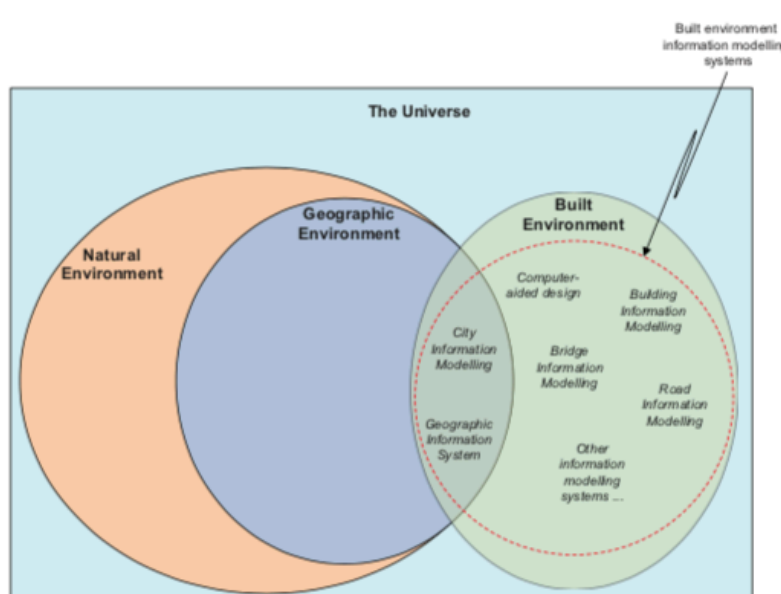 Built environment
information modellin
systems
The Universe
Geographic
Environment
Built
Environment
Natural
Environment
Computer-
aided design
Building
Information
Modelling
City
Information
Modelling
Bridge
Information
Modelling
Road
Information
Modelling
Geographic
Information
System
Other
information
modelling
systems ...